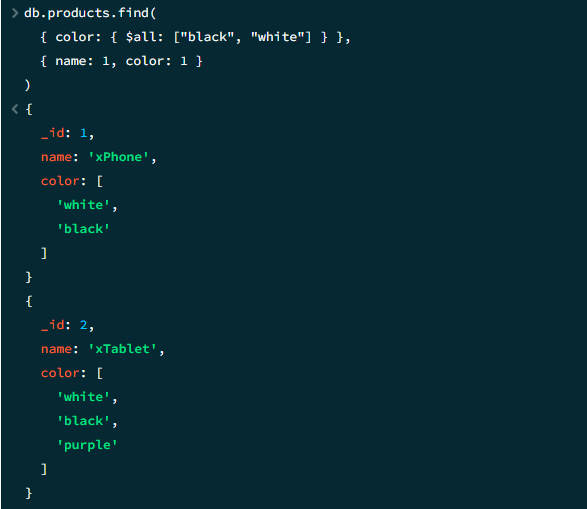 > db.products.find(
{ color: { $all: ["black", "white"] } },
{ name: 1, color: 1 }
)
< {
_id: 1,
name: 'xPhone',
color: [
'white',
'black'
]
}
{
_id: 2,
name: 'xTablet',
color: [
'white',
'black',
'purple'
]
}